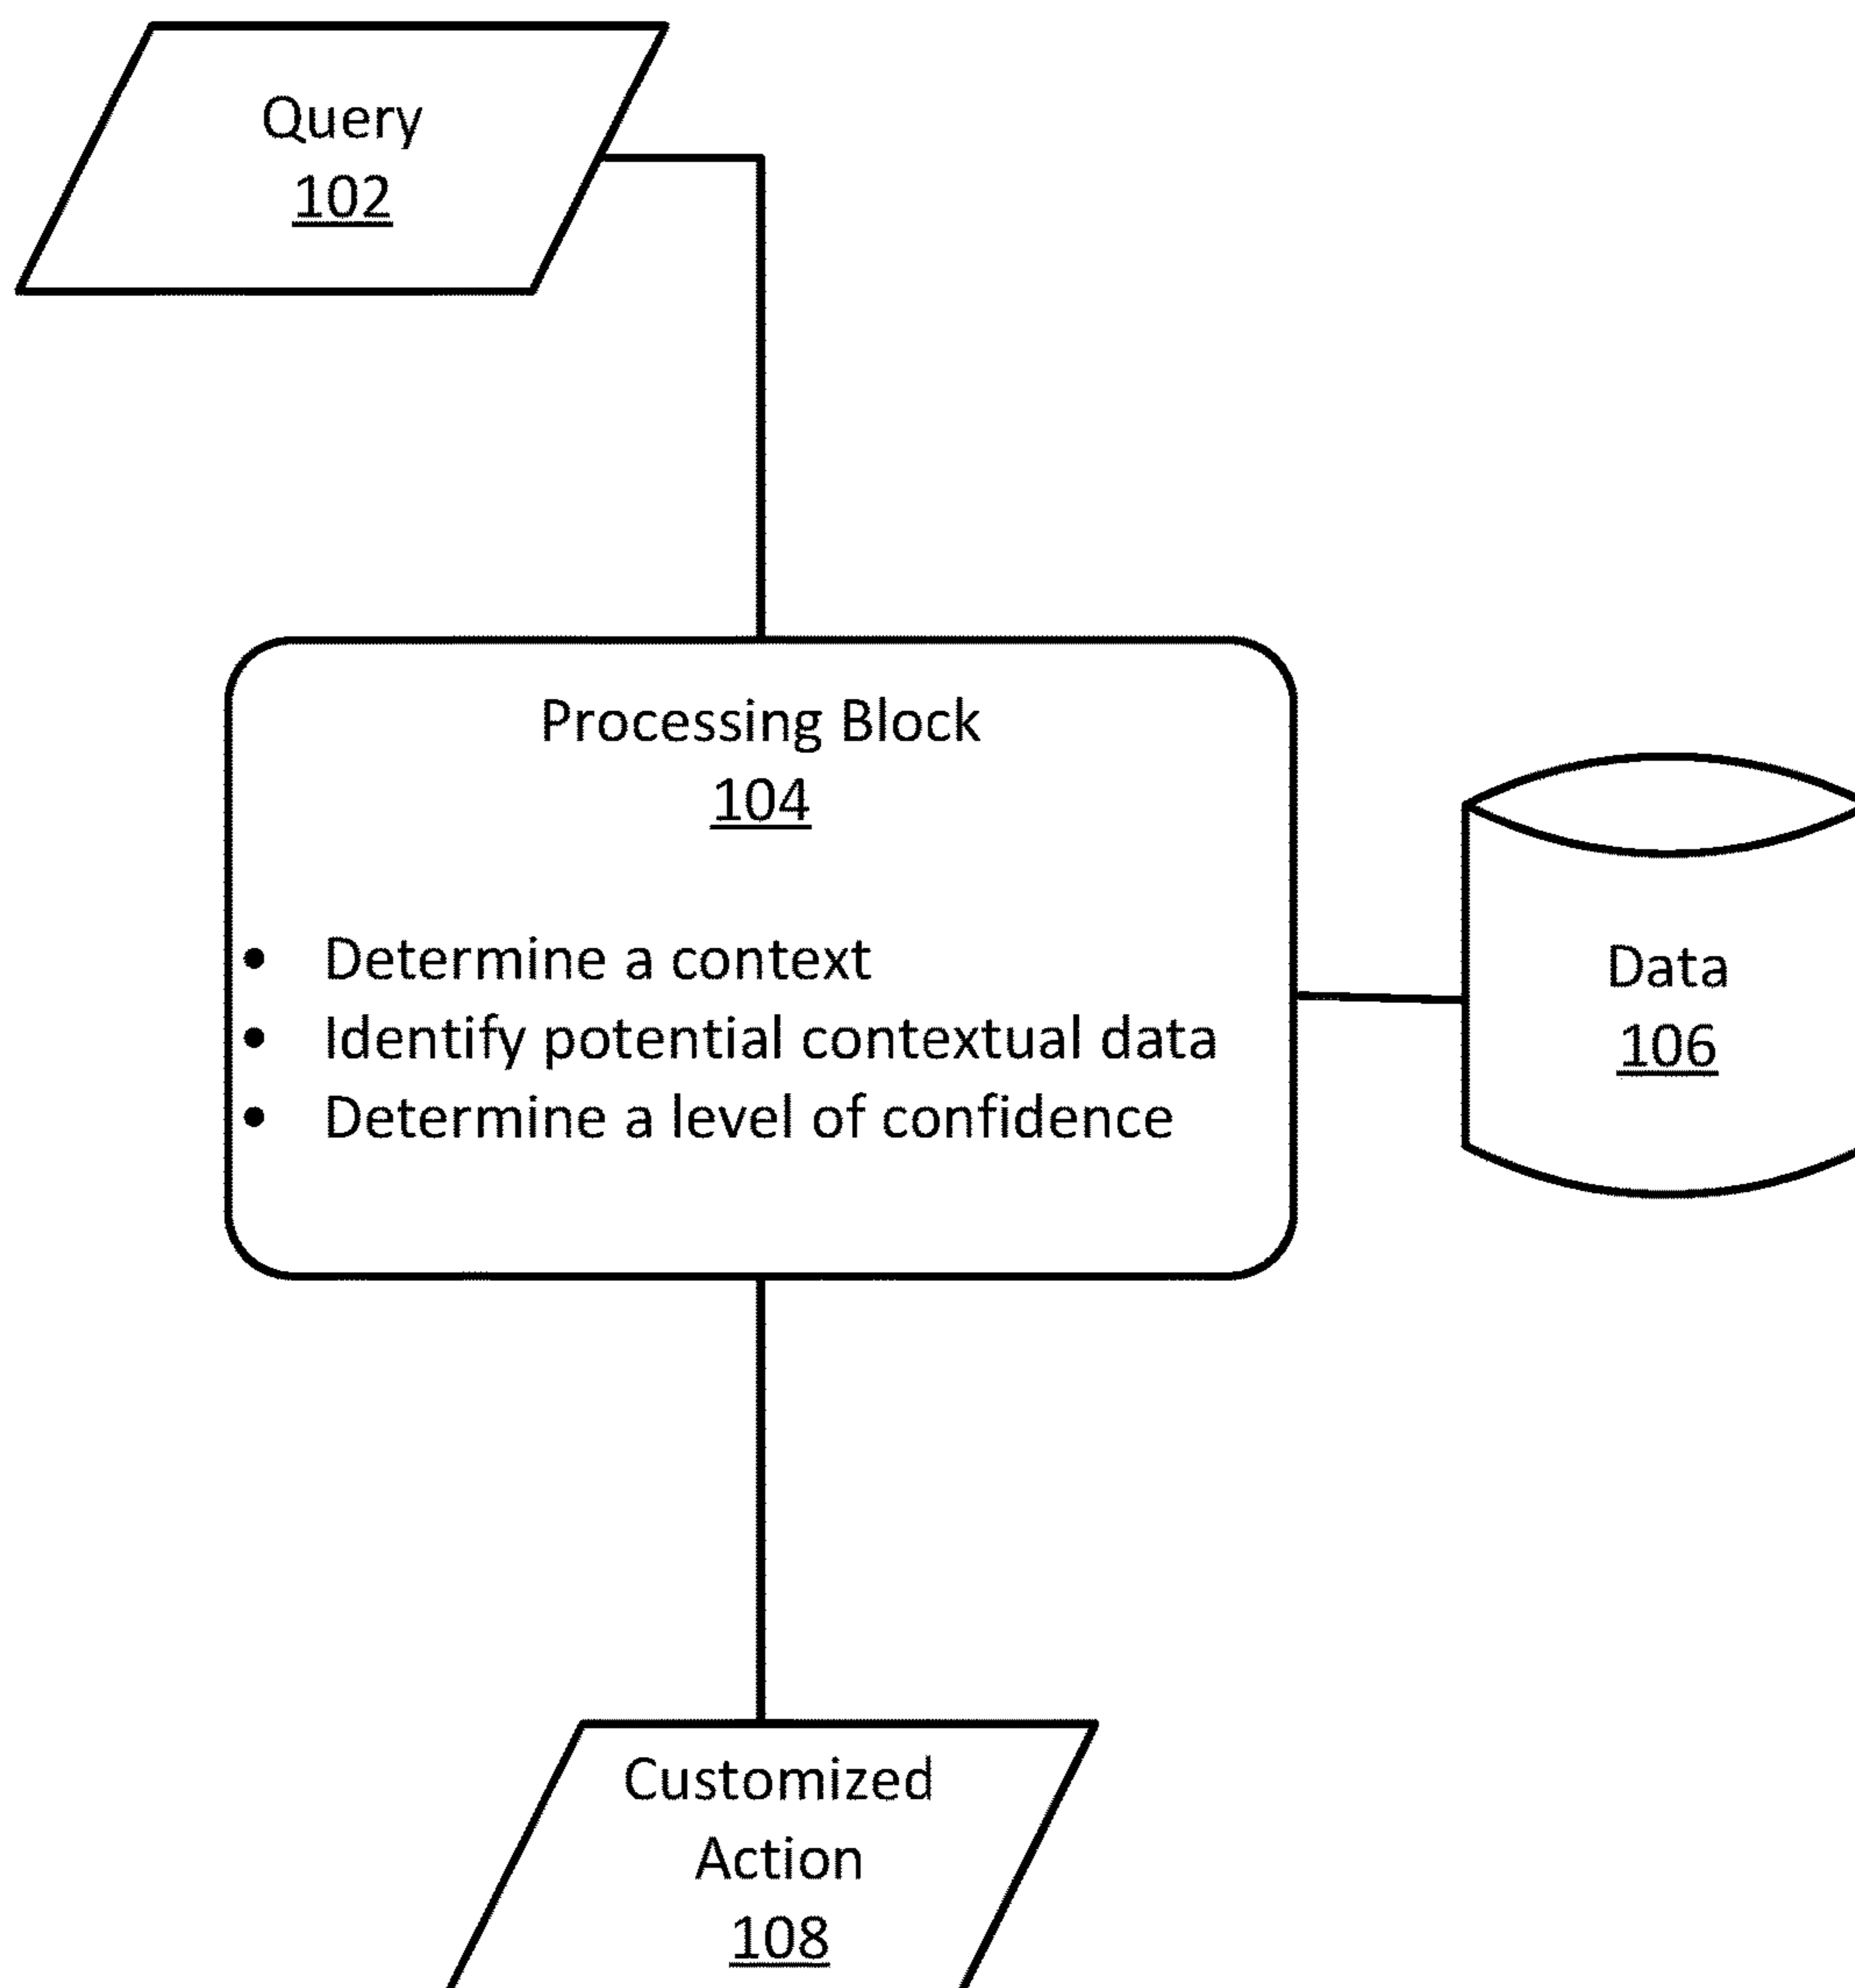 Query
102
Processing Block
104
• Determine a context
• Identify potential contextual data
• Determine a level of confidence
Data
106
Customized
Action
108